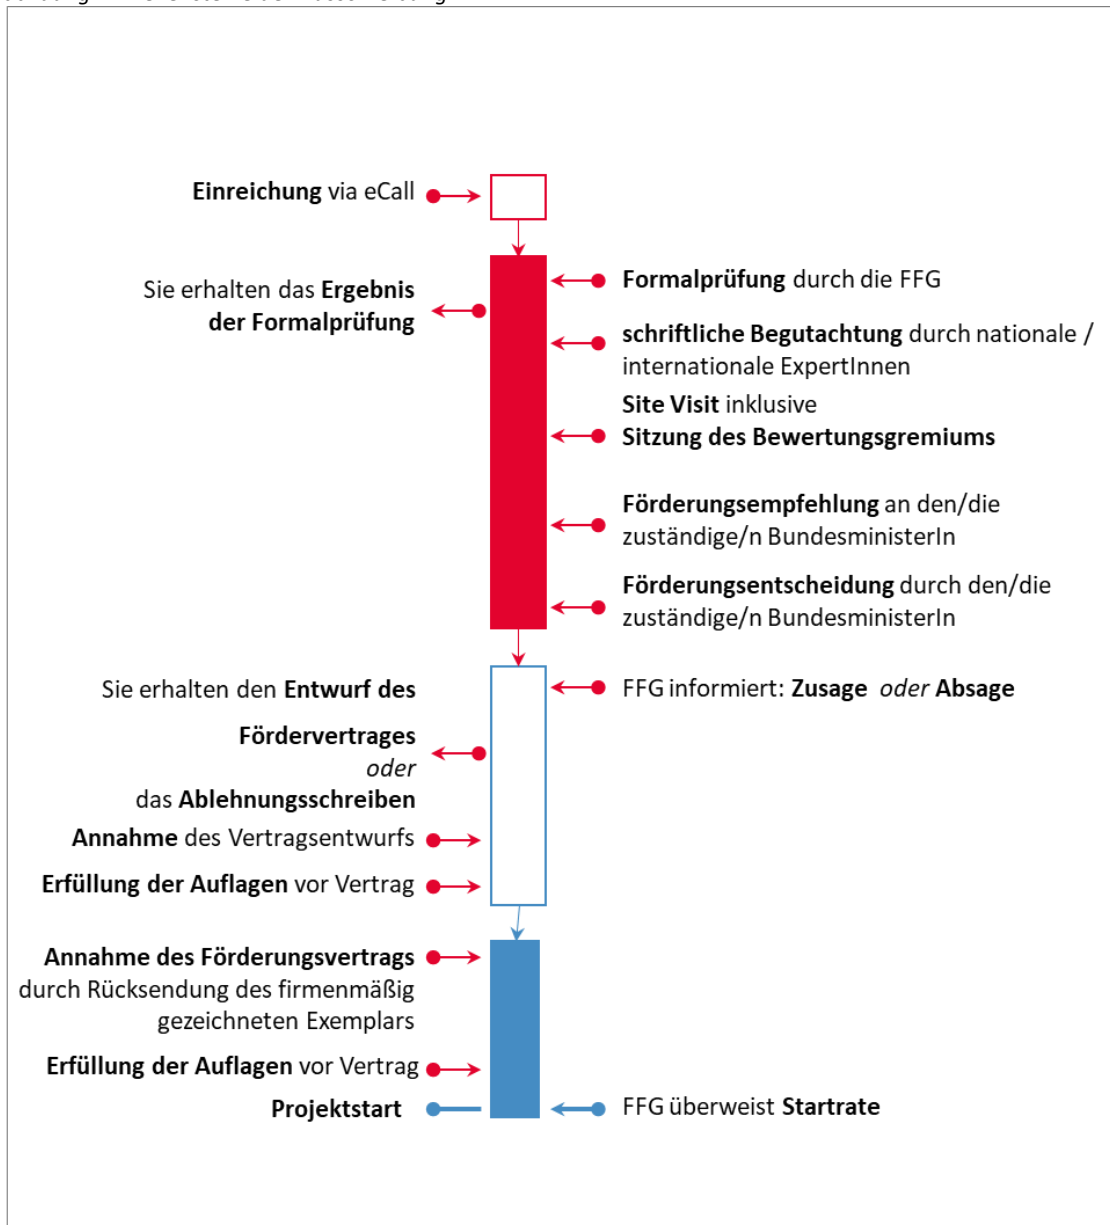 Einreichung via eCall
Formalprüfung durch die FFG
Sie erhalten das Ergebnis
der Formalprüfung
schriftliche Begutachtung durch nationale /
internationale ExpertInnen
Site Visit inklusive
Sitzung des Bewertungsgremiums
Förderungsempfehlung an den/die
zuständige/n BundesministerIn
Förderungsentscheidung durch den/die
zuständige/n BundesministerIn
FFG informiert: Zusage oder Absage
Sie erhalten den Entwurf des
Fördervertrages
oder
das Ablehnungsschreiben
Annahme des Vertragsentwurfs
Erfüllung der Auflagen vor Vertrag
Annahme des Förderungsvertrags
durch Rücksendung des firmenmäßig
gezeichneten Exemplars
Erfüllung der Auflagen vor Vertrag
Projektstart
FFG überweist Startrate